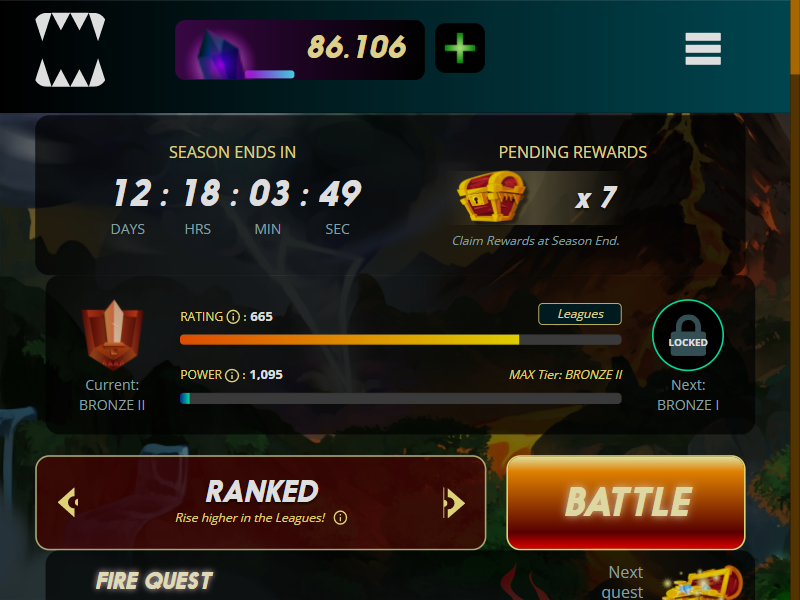 86.106
SEASON ENDS IN
12 : 18 : 03 : 49
DAYS HRS MIN SEC
PENDING REWARDS
x 7
Claim Rewards at Season End.
RATING i : 665
Leagues
POWER i : 1,095
MAX Tier: BRONZE II
Current:
BRONZE II
LOCKED
Next:
BRONZE I
RANKED
Rise higher in the Leagues! i
BATTLE
FIRE QUEST
Next
quest